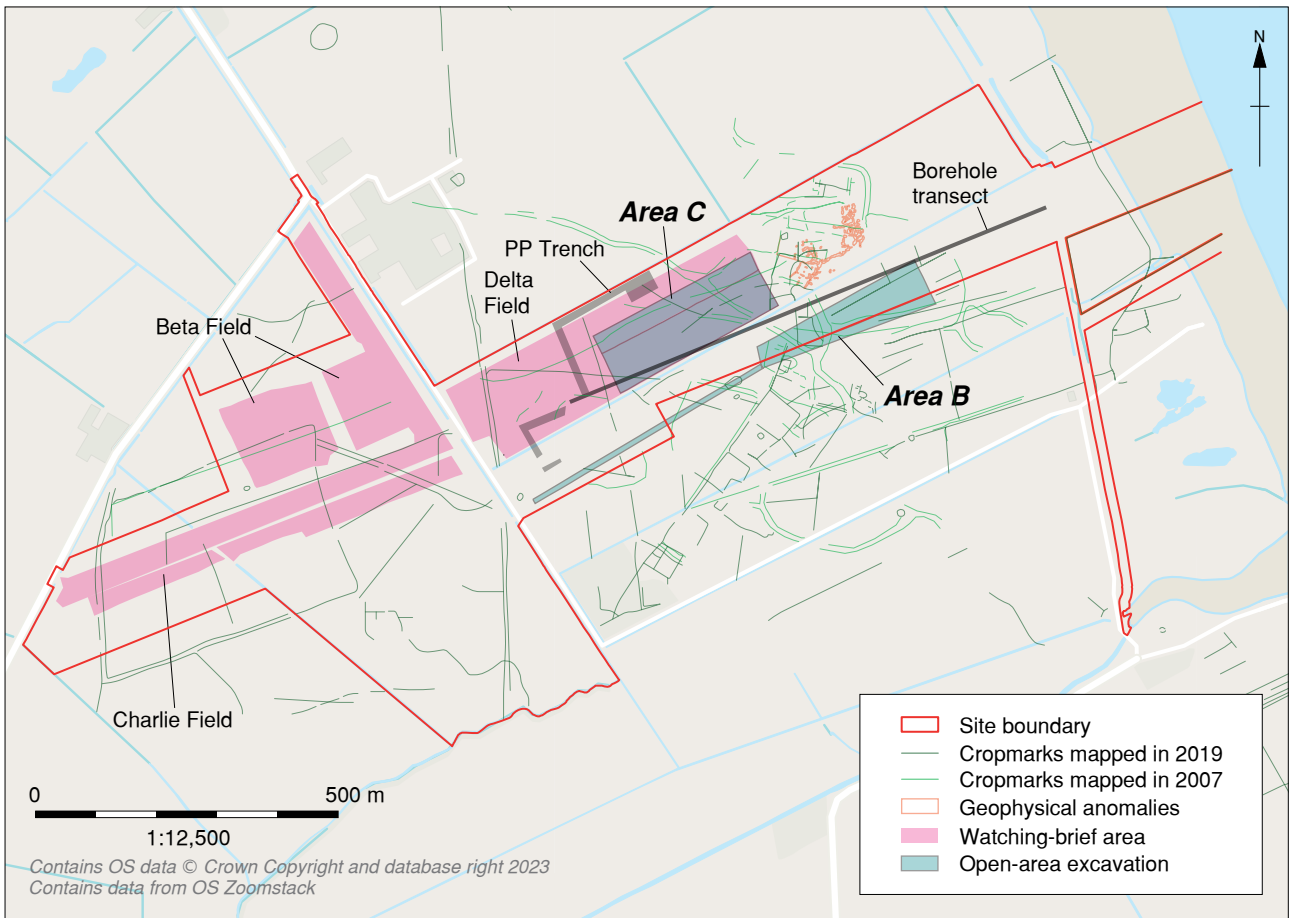 N
Borehole
transect
Area C
PP Trench
Delta
Field
Beta Field
Area B
Charlie Field
0 500 m
1:12,500
Contains OS data © Crown Copyright and database right 2023
Contains data from OS Zoomstack
Site boundary
Cropmarks mapped in 2019
Cropmarks mapped in 2007
Geophysical anomalies
Watching-brief area
Open-area excavation